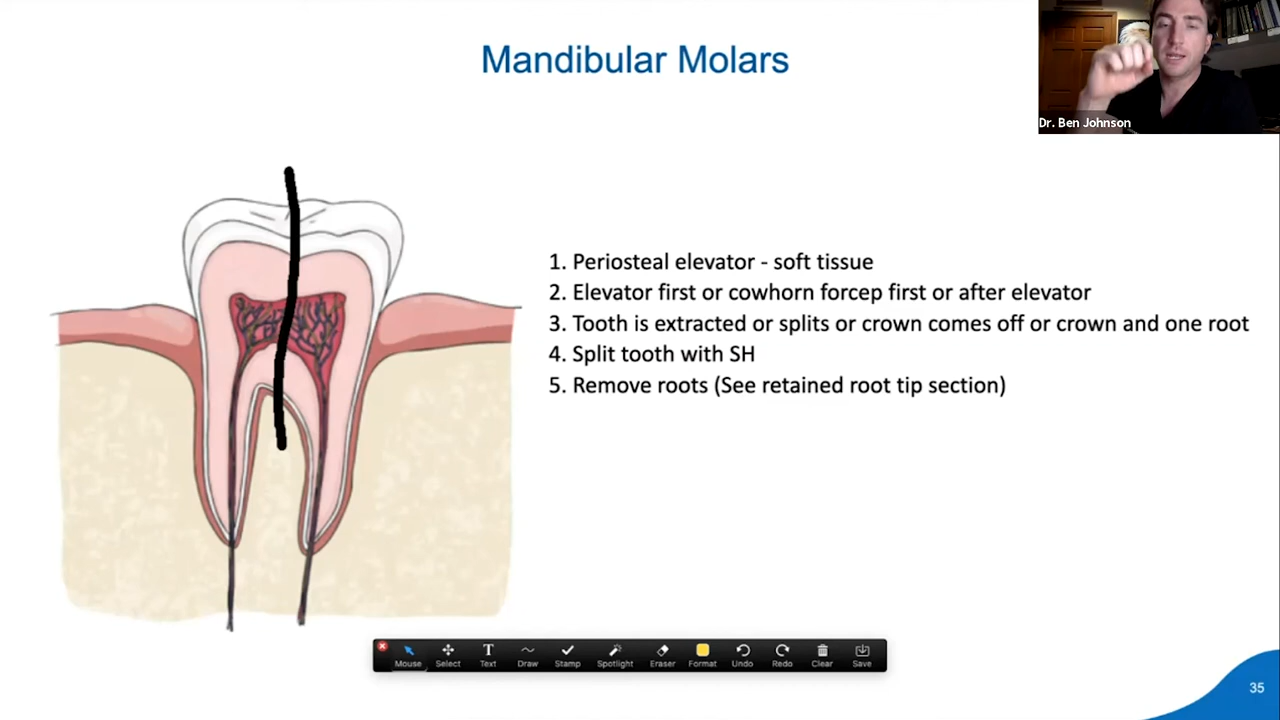 Mandibular Molars
Dr. Ben Johnson
1. Periosteal elevator - soft tissue
2. Elevator first or cowhorn forcep first or after elevator
3. Tooth is extracted or splits or crown comes off or crown and one root
4. Split tooth with SH
5. Remove roots (See retained root tip section)
Mouse Select Text Draw Stamp Spotlight Eraser Format Undo Redo Clear Save
35